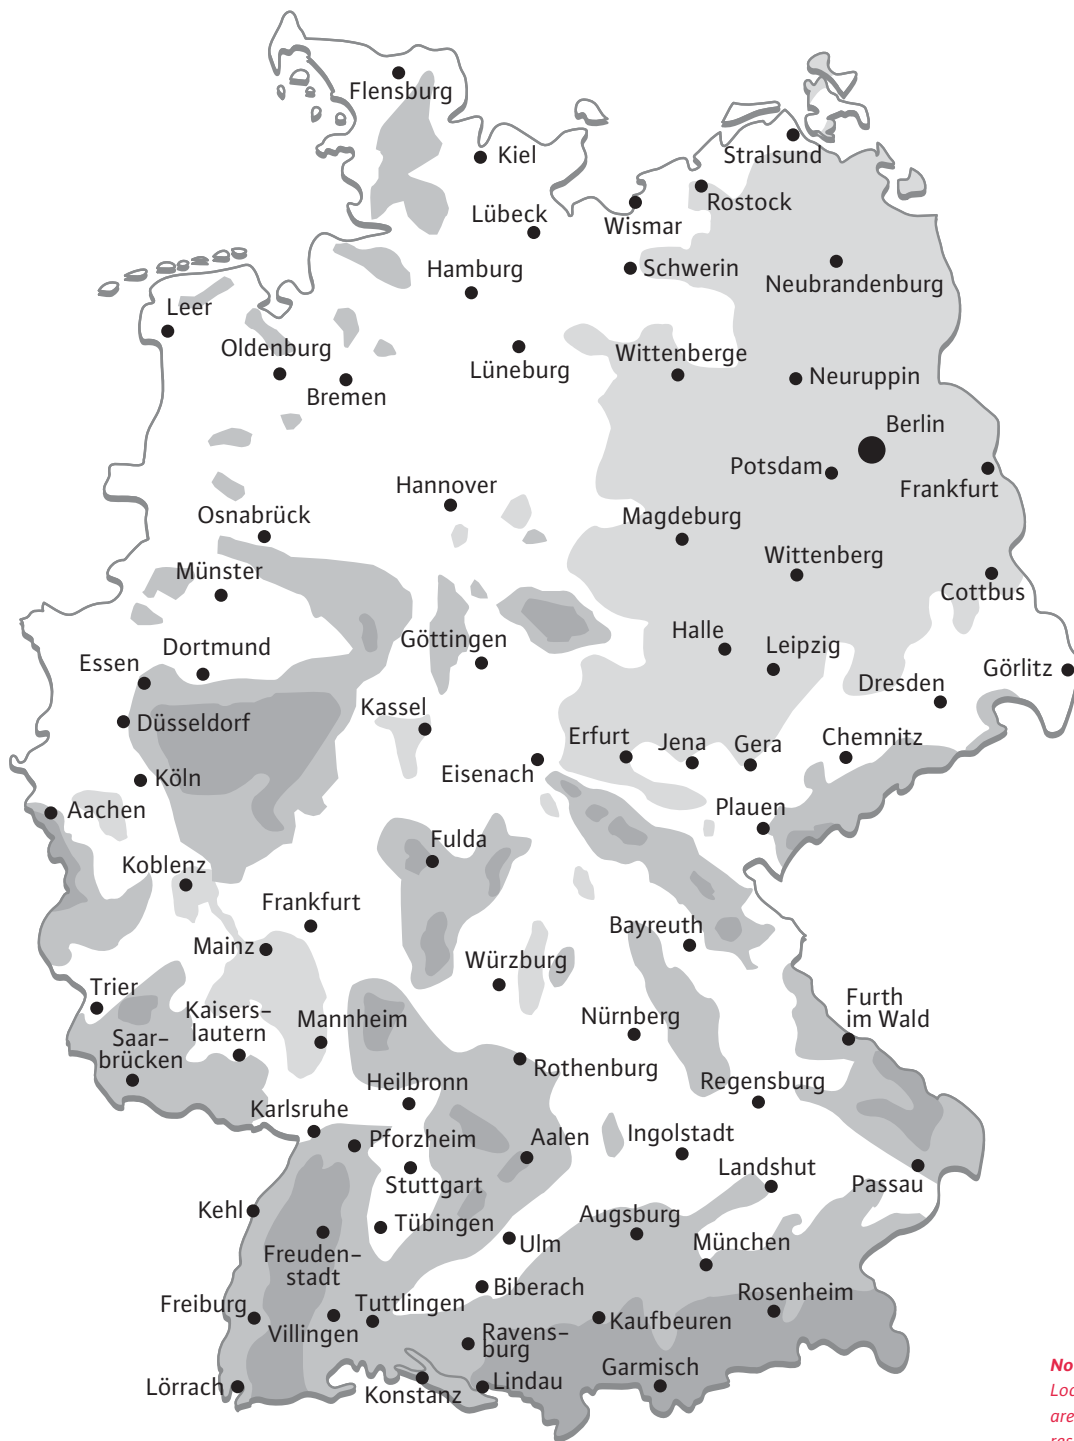 Flensburg
Kiel
Stralsund
Rostock
Wismar
Lübeck
Schwerin
Neubrandenburg
Hamburg
Leer
Oldenburg
Bremen
Lüneburg
Wittenberge
Neuruppin
Berlin
Potsdam
Frankfurt
Hannover
Osnabrück
Magdeburg
Wittenberg
Münster
Cottbus
Dortmund
Essen
Göttingen
Halle
Leipzig
Görlitz
Dresden
Düsseldorf
Kassel
Erfurt
Jena
Gera
Chemnitz
Köln
Eisenach
Aachen
Plauen
Fulda
Koblenz
Frankfurt
Bayreuth
Mainz
Würzburg
Trier
Kaisers–
lautern
Mannheim
Nürnberg
Furth
im Wald
Saar–
brücken
Rothenburg
Heilbronn
Regensburg
Karlsruhe
Pforzheim
Aalen
Ingolstadt
Landshut
Stuttgart
Passau
Kehl
Tübingen
Augsburg
Ulm
München
Freuden–
stadt
Biberach
Rosenheim
Freiburg
Tuttlingen
Villingen
Kaufbeuren
Ravens–
burg
Garmisch
Lörrach
Konstanz
Lindau
No
Loc
are